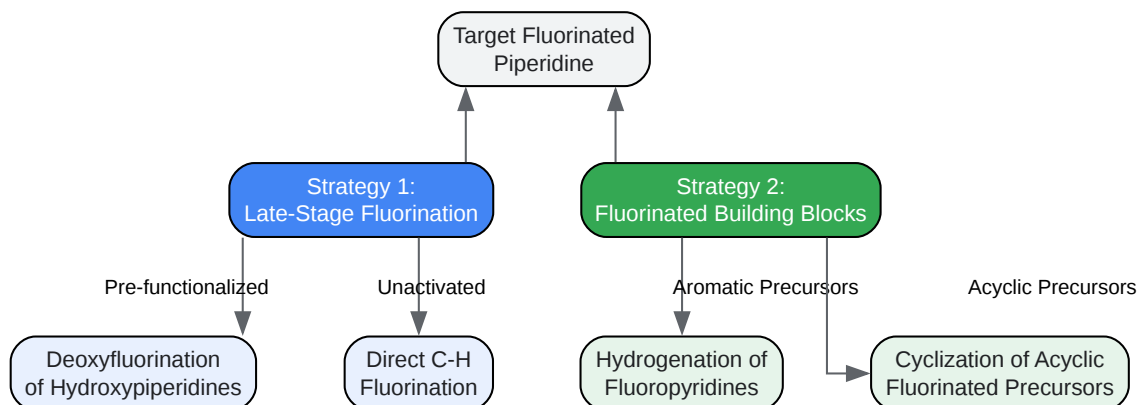 Target Fluorinated
Piperidine
Strategy 1:
Late-Stage Fluorination
Strategy 2:
Fluorinated Building Blocks
Pre-functionalized
Unactivated
Aromatic Precursors
Acyclic Precursors
Deoxyfluorination
of Hydroxypiperidines
Direct C-H
Fluorination
Hydrogenation of
Fluoropyridines
Cyclization of Acyclic
Fluorinated Precursors